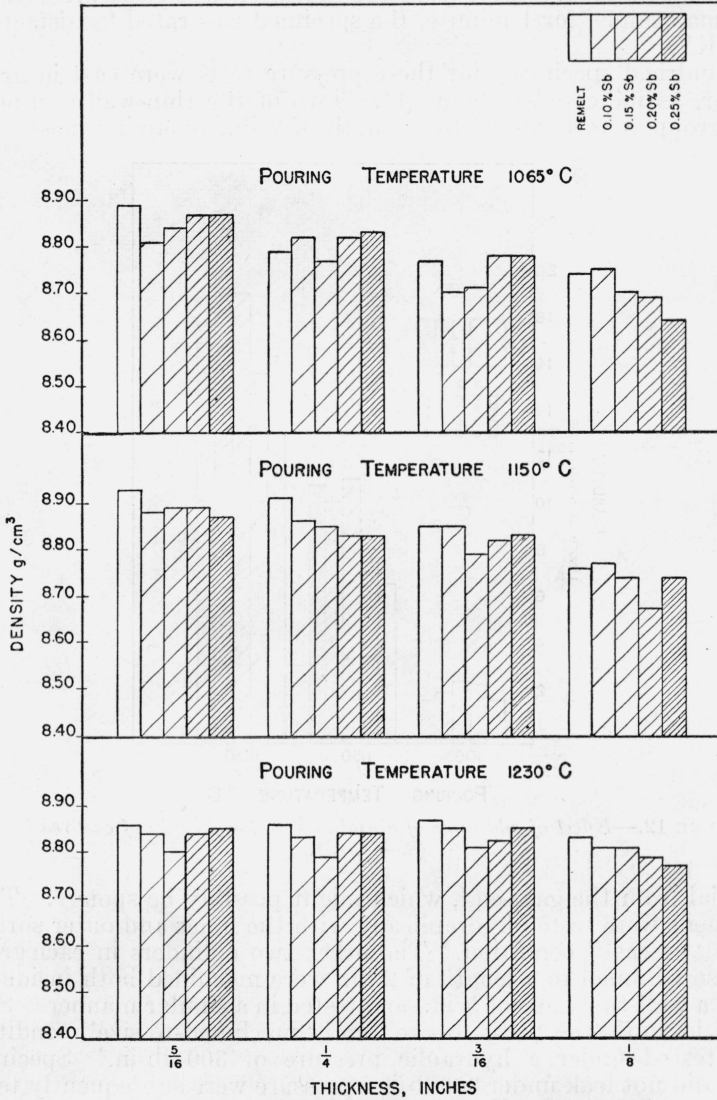 REMELT
0.10 % Sb
0.15 % Sb
0.20% Sb
0.25% Sb
POURING TEMPERATURE 1065° C
8.90
8.80
8.70
8.60
8.50
8.40
POURING TEMPERATURE 1150° C
8.90
8.80
8.70
8.60
8.50
8.40
DENSITY g/cm³
POURING TEMPERATURE 1230° C
8.90
8.80
8.70
8.60
8.50
8.40
5/16 1/4 3/16 1/8
THICKNESS, INCHES